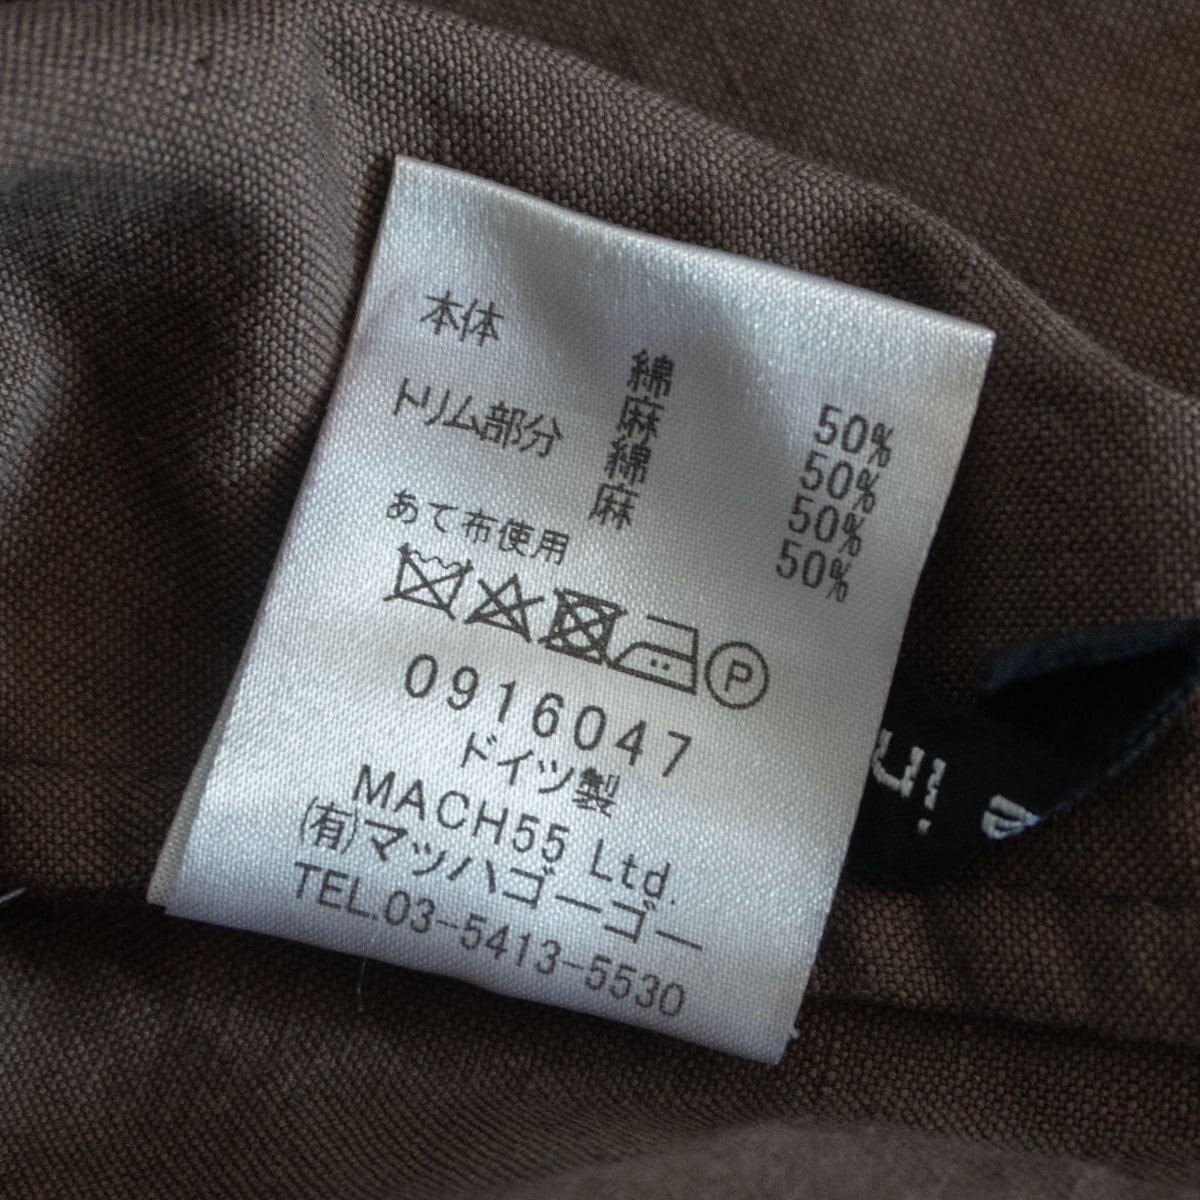 本体 綿 50%
麻 50%
トリム部分 綿 50%
麻 50%
あて布使用
P
0916047
ドイツ製
MACH55 Ltd.
(有)マッハゴーゴー
TEL.03-5413-5530